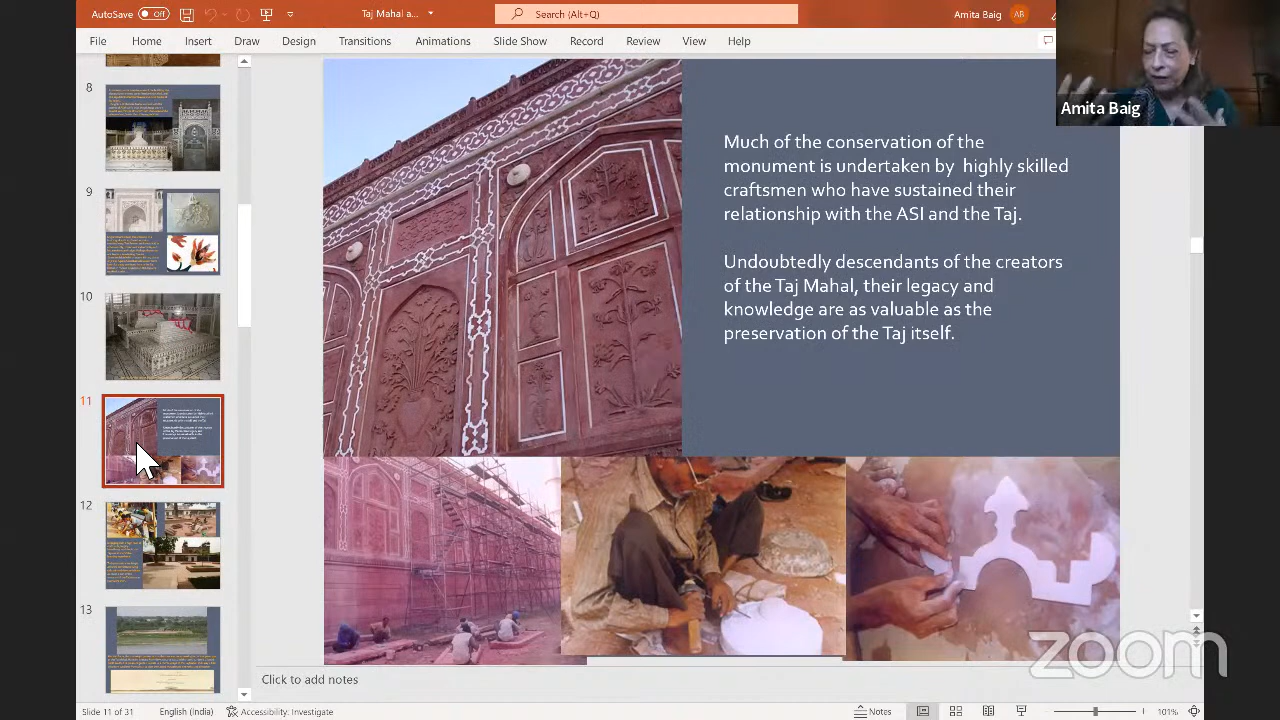 AutoSave Off Taj Mahal a... Search (Alt+Q) Amita Baig AB
File Home Insert Draw Design Transitions Animations Slide Show Record Review View Help
Amita Baig
8
9
10
11
12
13
Much of the conservation of the
monument is undertaken by highly skilled
craftsmen who have sustained their
relationship with the ASI and the Taj.
Undoubtedly descendants of the creators
of the Taj Mahal, their legacy and
knowledge are as valuable as the
preservation of the Taj itself.
zoom
Click to add notes
Slide 11 of 31 English (India) Accessibility: Investigate Notes 101%